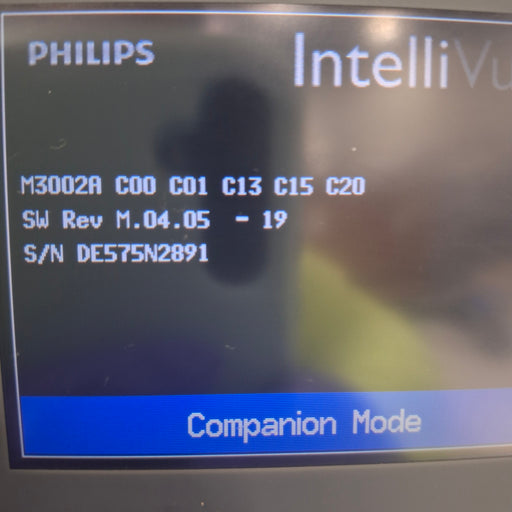 PHILIPS
IntelliVu
M3002A C00 C01 C13 C15 C20
SW Rev M.04.05 - 19
S/N DE575N2891
Companion Mode